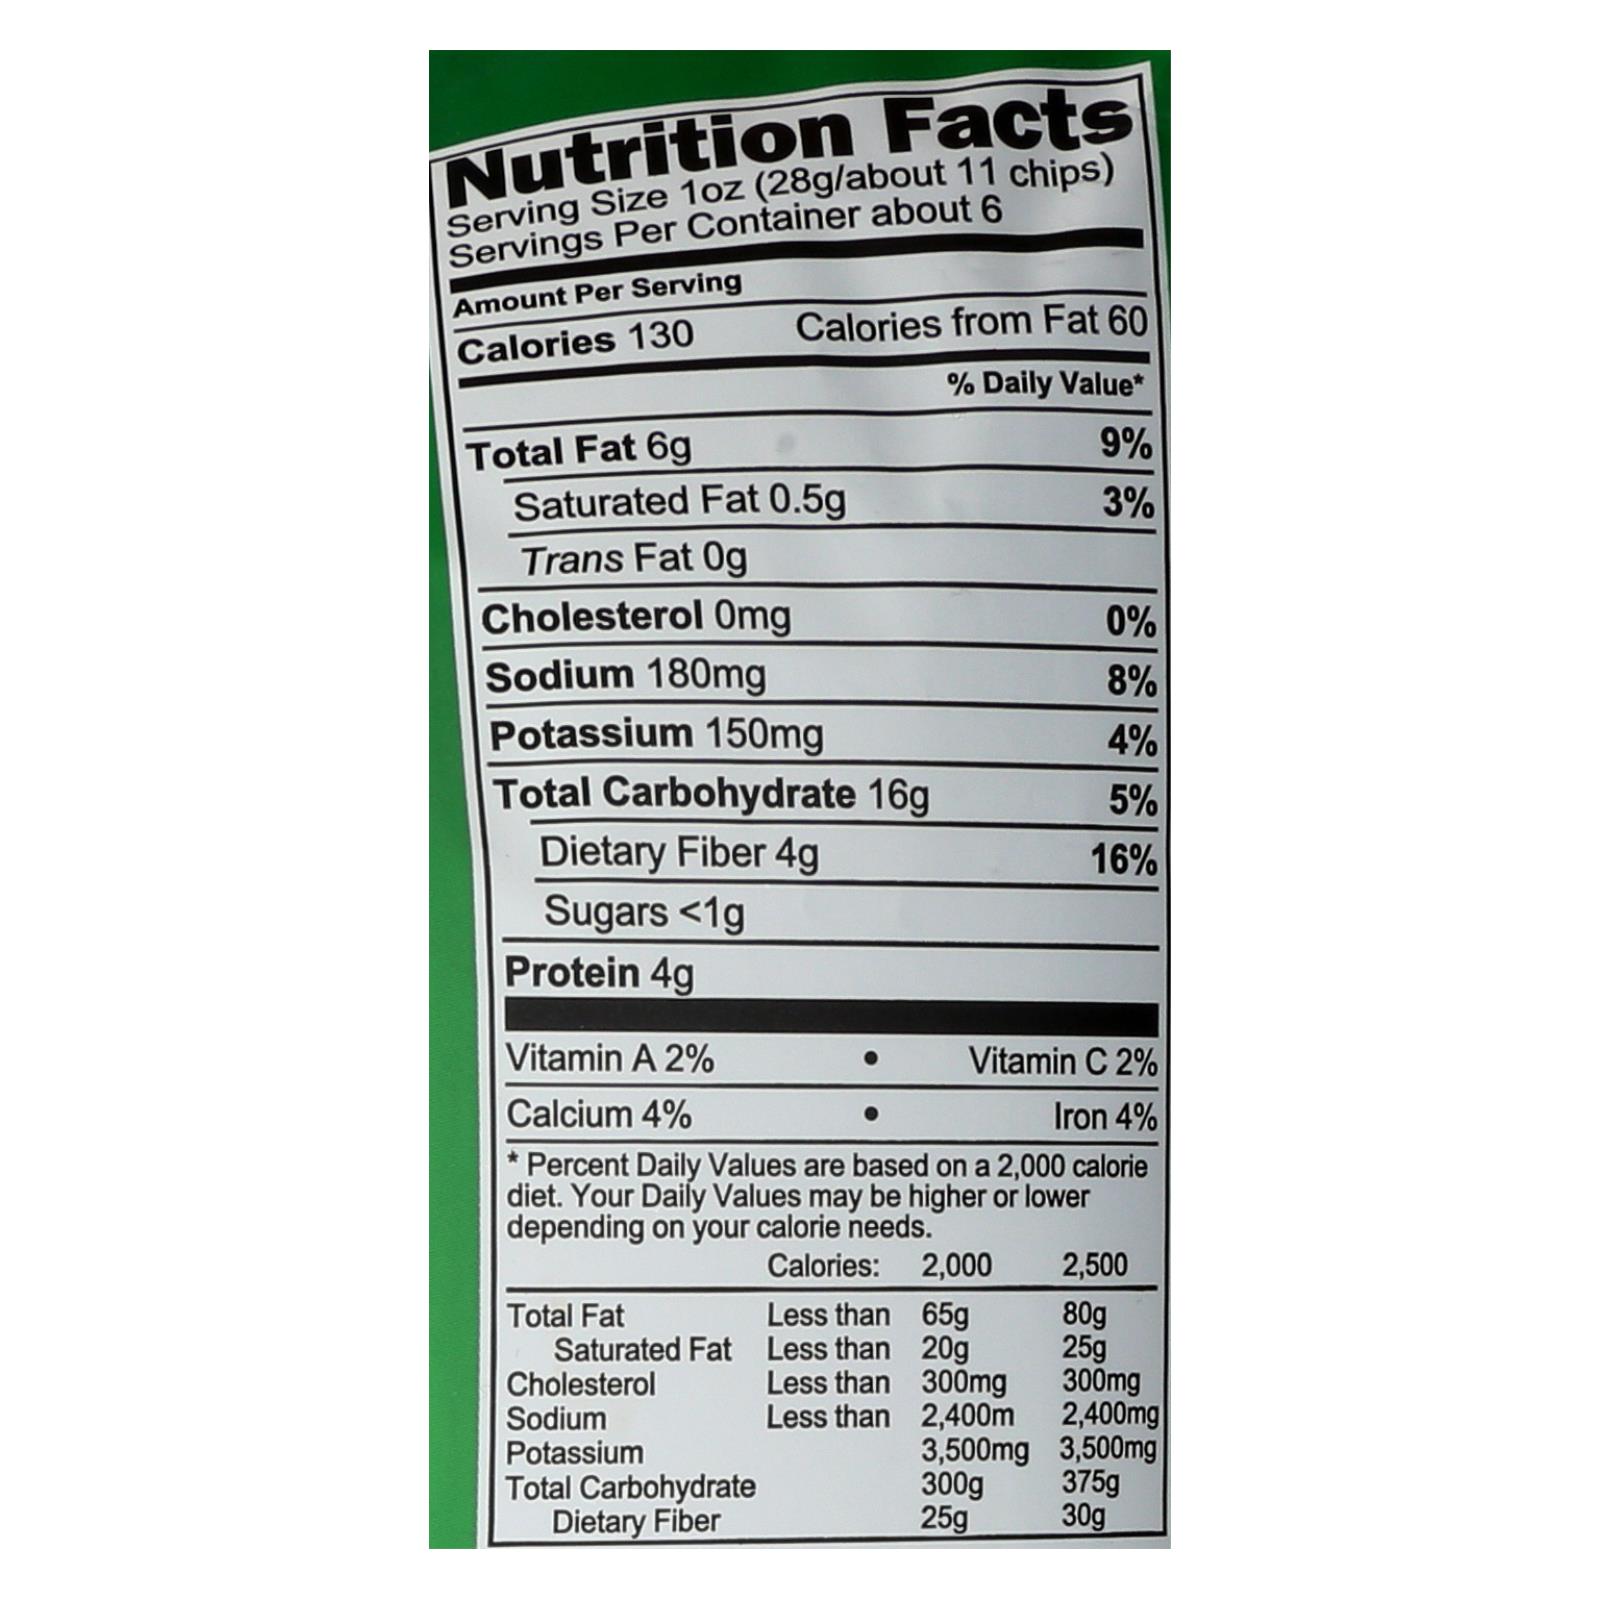 Nutrition Facts
Serving Size 1oz (28g/about 11 chips)
Servings Per Container about 6
Amount Per Serving
Calories 130 Calories from Fat 60
% Daily Value*
Total Fat 6g 9%
Saturated Fat 0.5g 3%
Trans Fat 0g
Cholesterol 0mg 0%
Sodium 180mg 8%
Potassium 150mg 4%
Total Carbohydrate 16g 5%
Dietary Fiber 4g 16%
Sugars <1g
Protein 4g
Vitamin A 2% • Vitamin C 2%
Calcium 4% • Iron 4%
* Percent Daily Values are based on a 2,000 calorie
diet. Your Daily Values may be higher or lower
depending on your calorie needs.
Calories: 2,000 2,500
Total Fat Less than 65g 80g
Saturated Fat Less than 20g 25g
Cholesterol Less than 300mg 300mg
Sodium Less than 2,400m 2,400mg
Potassium 3,500mg 3,500mg
Total Carbohydrate 300g 375g
Dietary Fiber 25g 30g